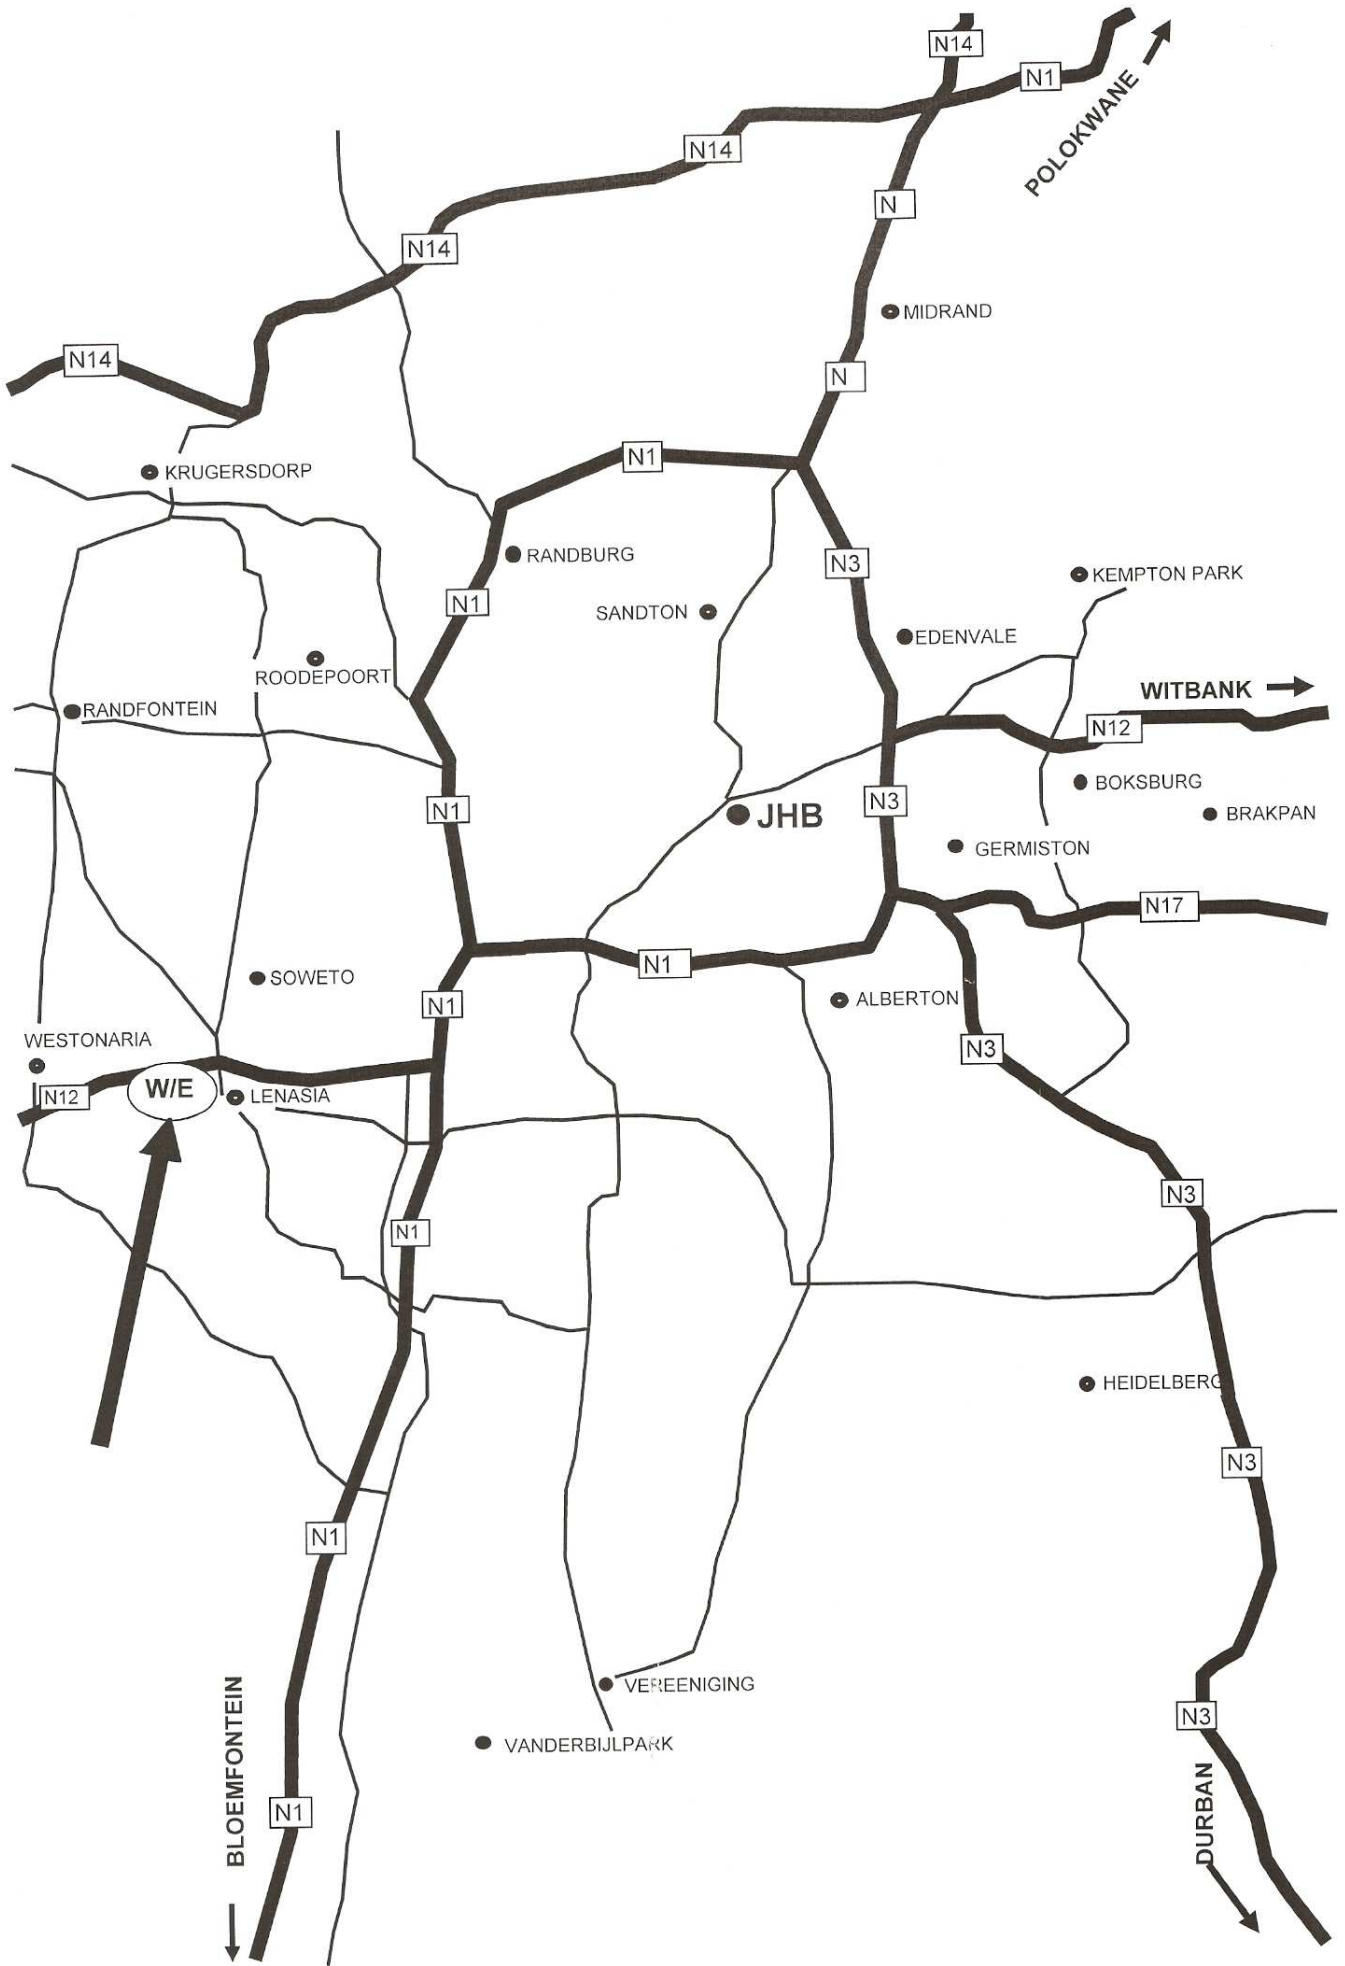 N14
N1
POLOKWANE
N14
N
N14
MIDRAND
N14
N
N1
KRUGERSDORP
RANDBURG
N3
KEMPTON PARK
N1
SANDTON
EDENVALE
ROODEPOORT
WITBANK
RANDFONTEIN
N12
BOKSBURG
N1
N3
JHB
BRAKPAN
GERMISTON
N17
N1
SOWETO
N1
ALBERTON
WESTONARIA
N3
N12
W/E
LENASIA
N3
N1
HEIDELBERG
N3
N1
VEREENIGING
BLOEMFONTEIN
N3
VANDERBIJLPARK
N1
DURBAN